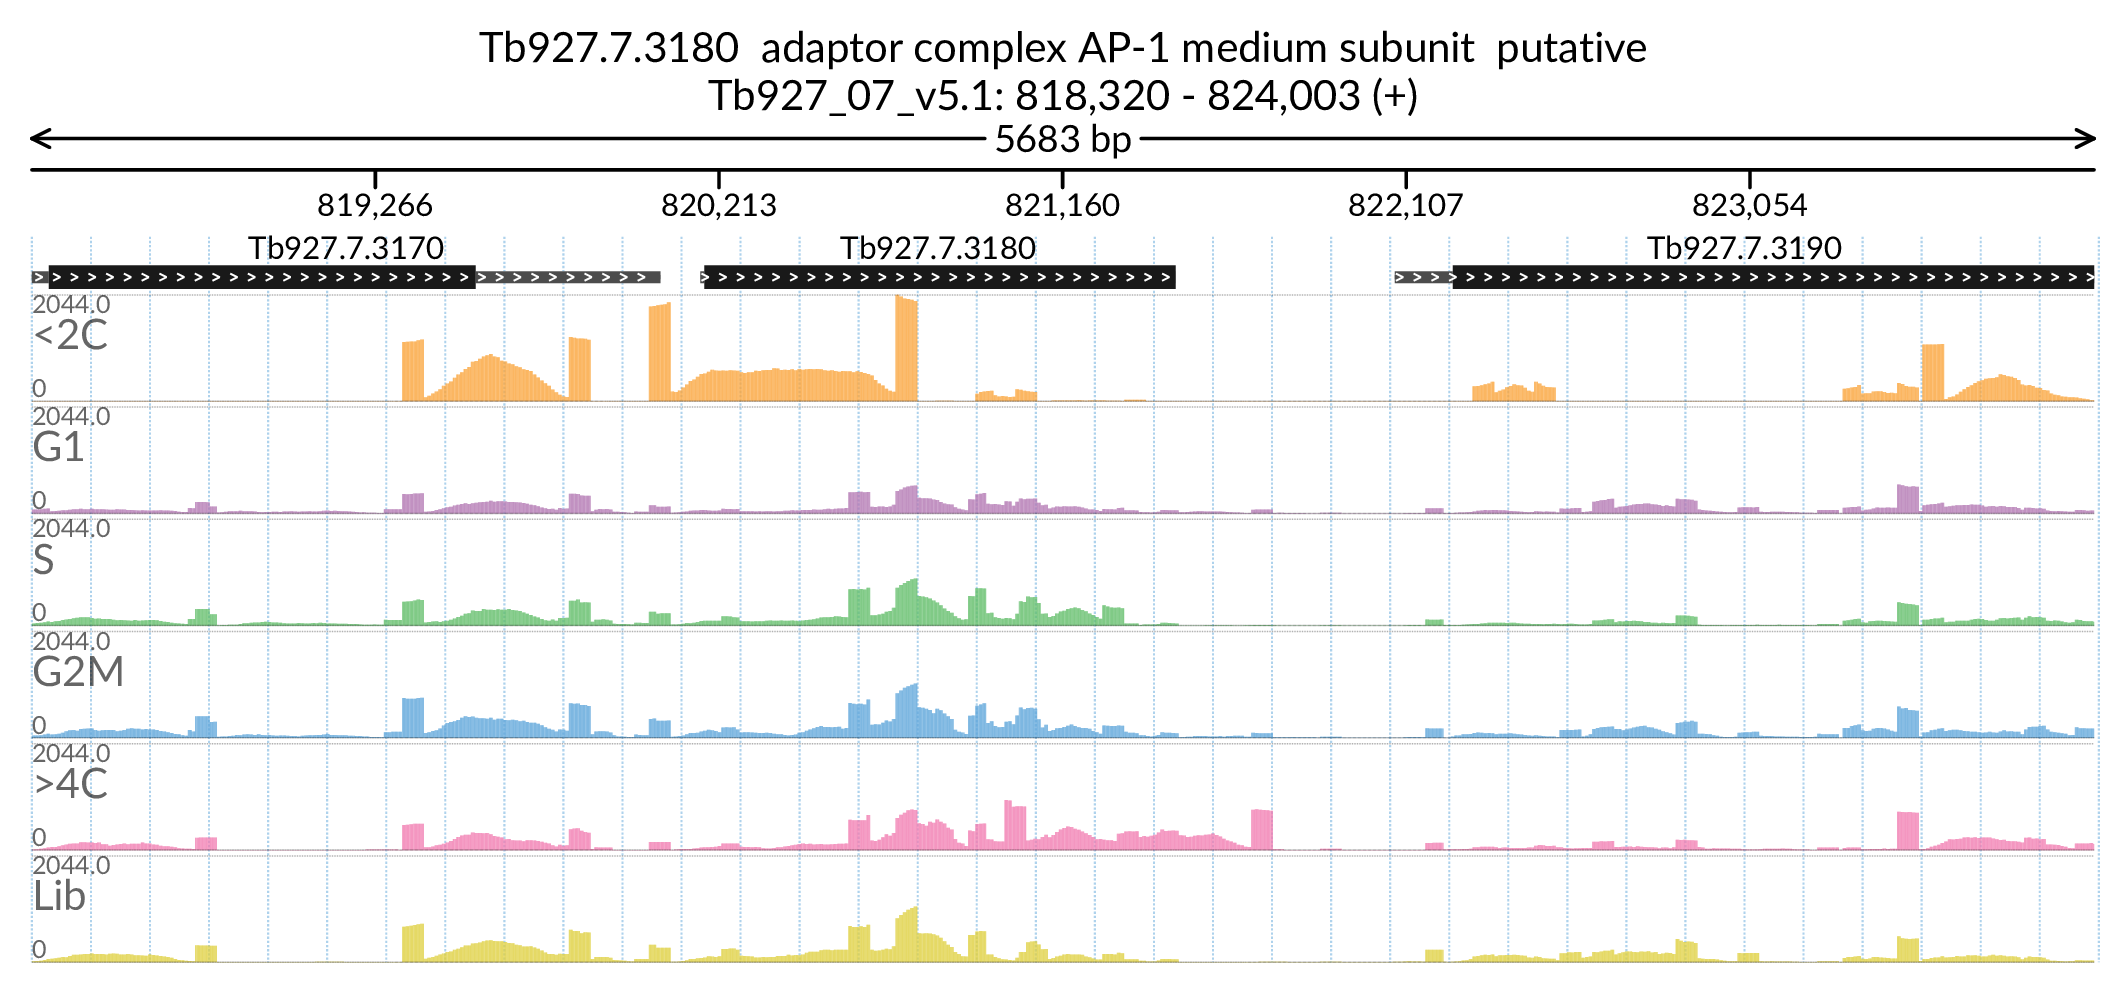 Tb927.7.3180  adaptor complex AP-1 medium subunit  putative
Tb927_07_v5.1: 818,320 - 824,003 (+)
5683 bp
819,266 820,213 821,160 822,107 823,054
Tb927.7.3170 Tb927.7.3180 Tb927.7.3190
2044.0
<2C
0
2044.0
G1
0
2044.0
S
0
2044.0
G2M
0
2044.0
>4C
0
2044.0
Lib
0